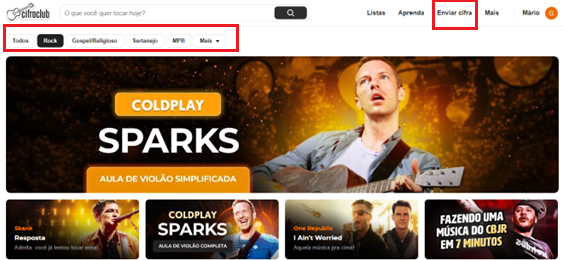 cifraclub
O que você quer tocar hoje?
Listas Aprenda Enviar cifra Mais Mário G
Todos Rock Gospel/Religioso Sertanejo MPB Mais
COLDPLAY
SPARKS
AULA DE VIOLÃO SIMPLIFICADA
Skank
Resposta
Admita: você já tentou tocar essa!
COLDPLAY
SPARKS
AULA DE VIOLÃO COMPLETA
One Republic
I Ain't Worried
Aquela música pra cima!
FAZENDO UMA
MÚSICA DO CBJR
EM 7 MINUTOS